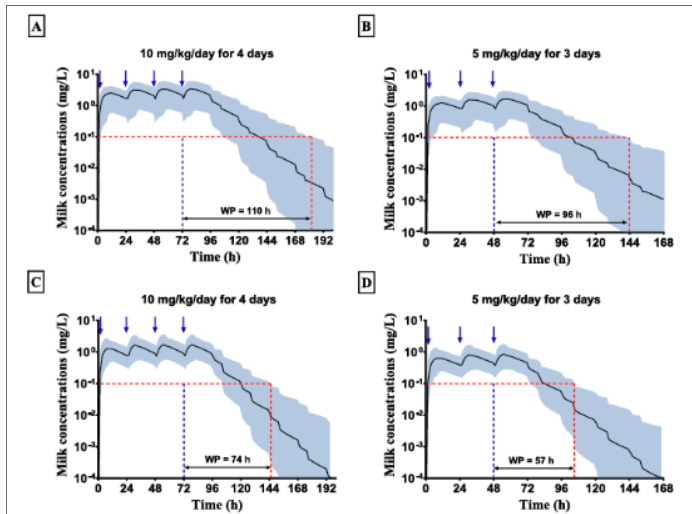 A
10 mg/kg/day for 4 days
Milk concentrations (mg/L)
10¹
10⁰
10⁻¹
10⁻²
10⁻³
10⁻⁴
WP = 110 h
0 24 48 72 96 120 144 168 192
Time (h)
B
5 mg/kg/day for 3 days
Milk concentrations (mg/L)
10¹
10⁰
10⁻¹
10⁻²
10⁻³
10⁻⁴
WP = 96 h
0 24 48 72 96 120 144 168
Time (h)
C
10 mg/kg/day for 4 days
Milk concentrations (mg/L)
10¹
10⁰
10⁻¹
10⁻²
10⁻³
10⁻⁴
WP = 74 h
0 24 48 72 96 120 144 168 192
Time (h)
D
5 mg/kg/day for 3 days
Milk concentrations (mg/L)
10¹
10⁰
10⁻¹
10⁻²
10⁻³
10⁻⁴
WP = 57 h
0 24 48 72 96 120 144 168
Time (h)